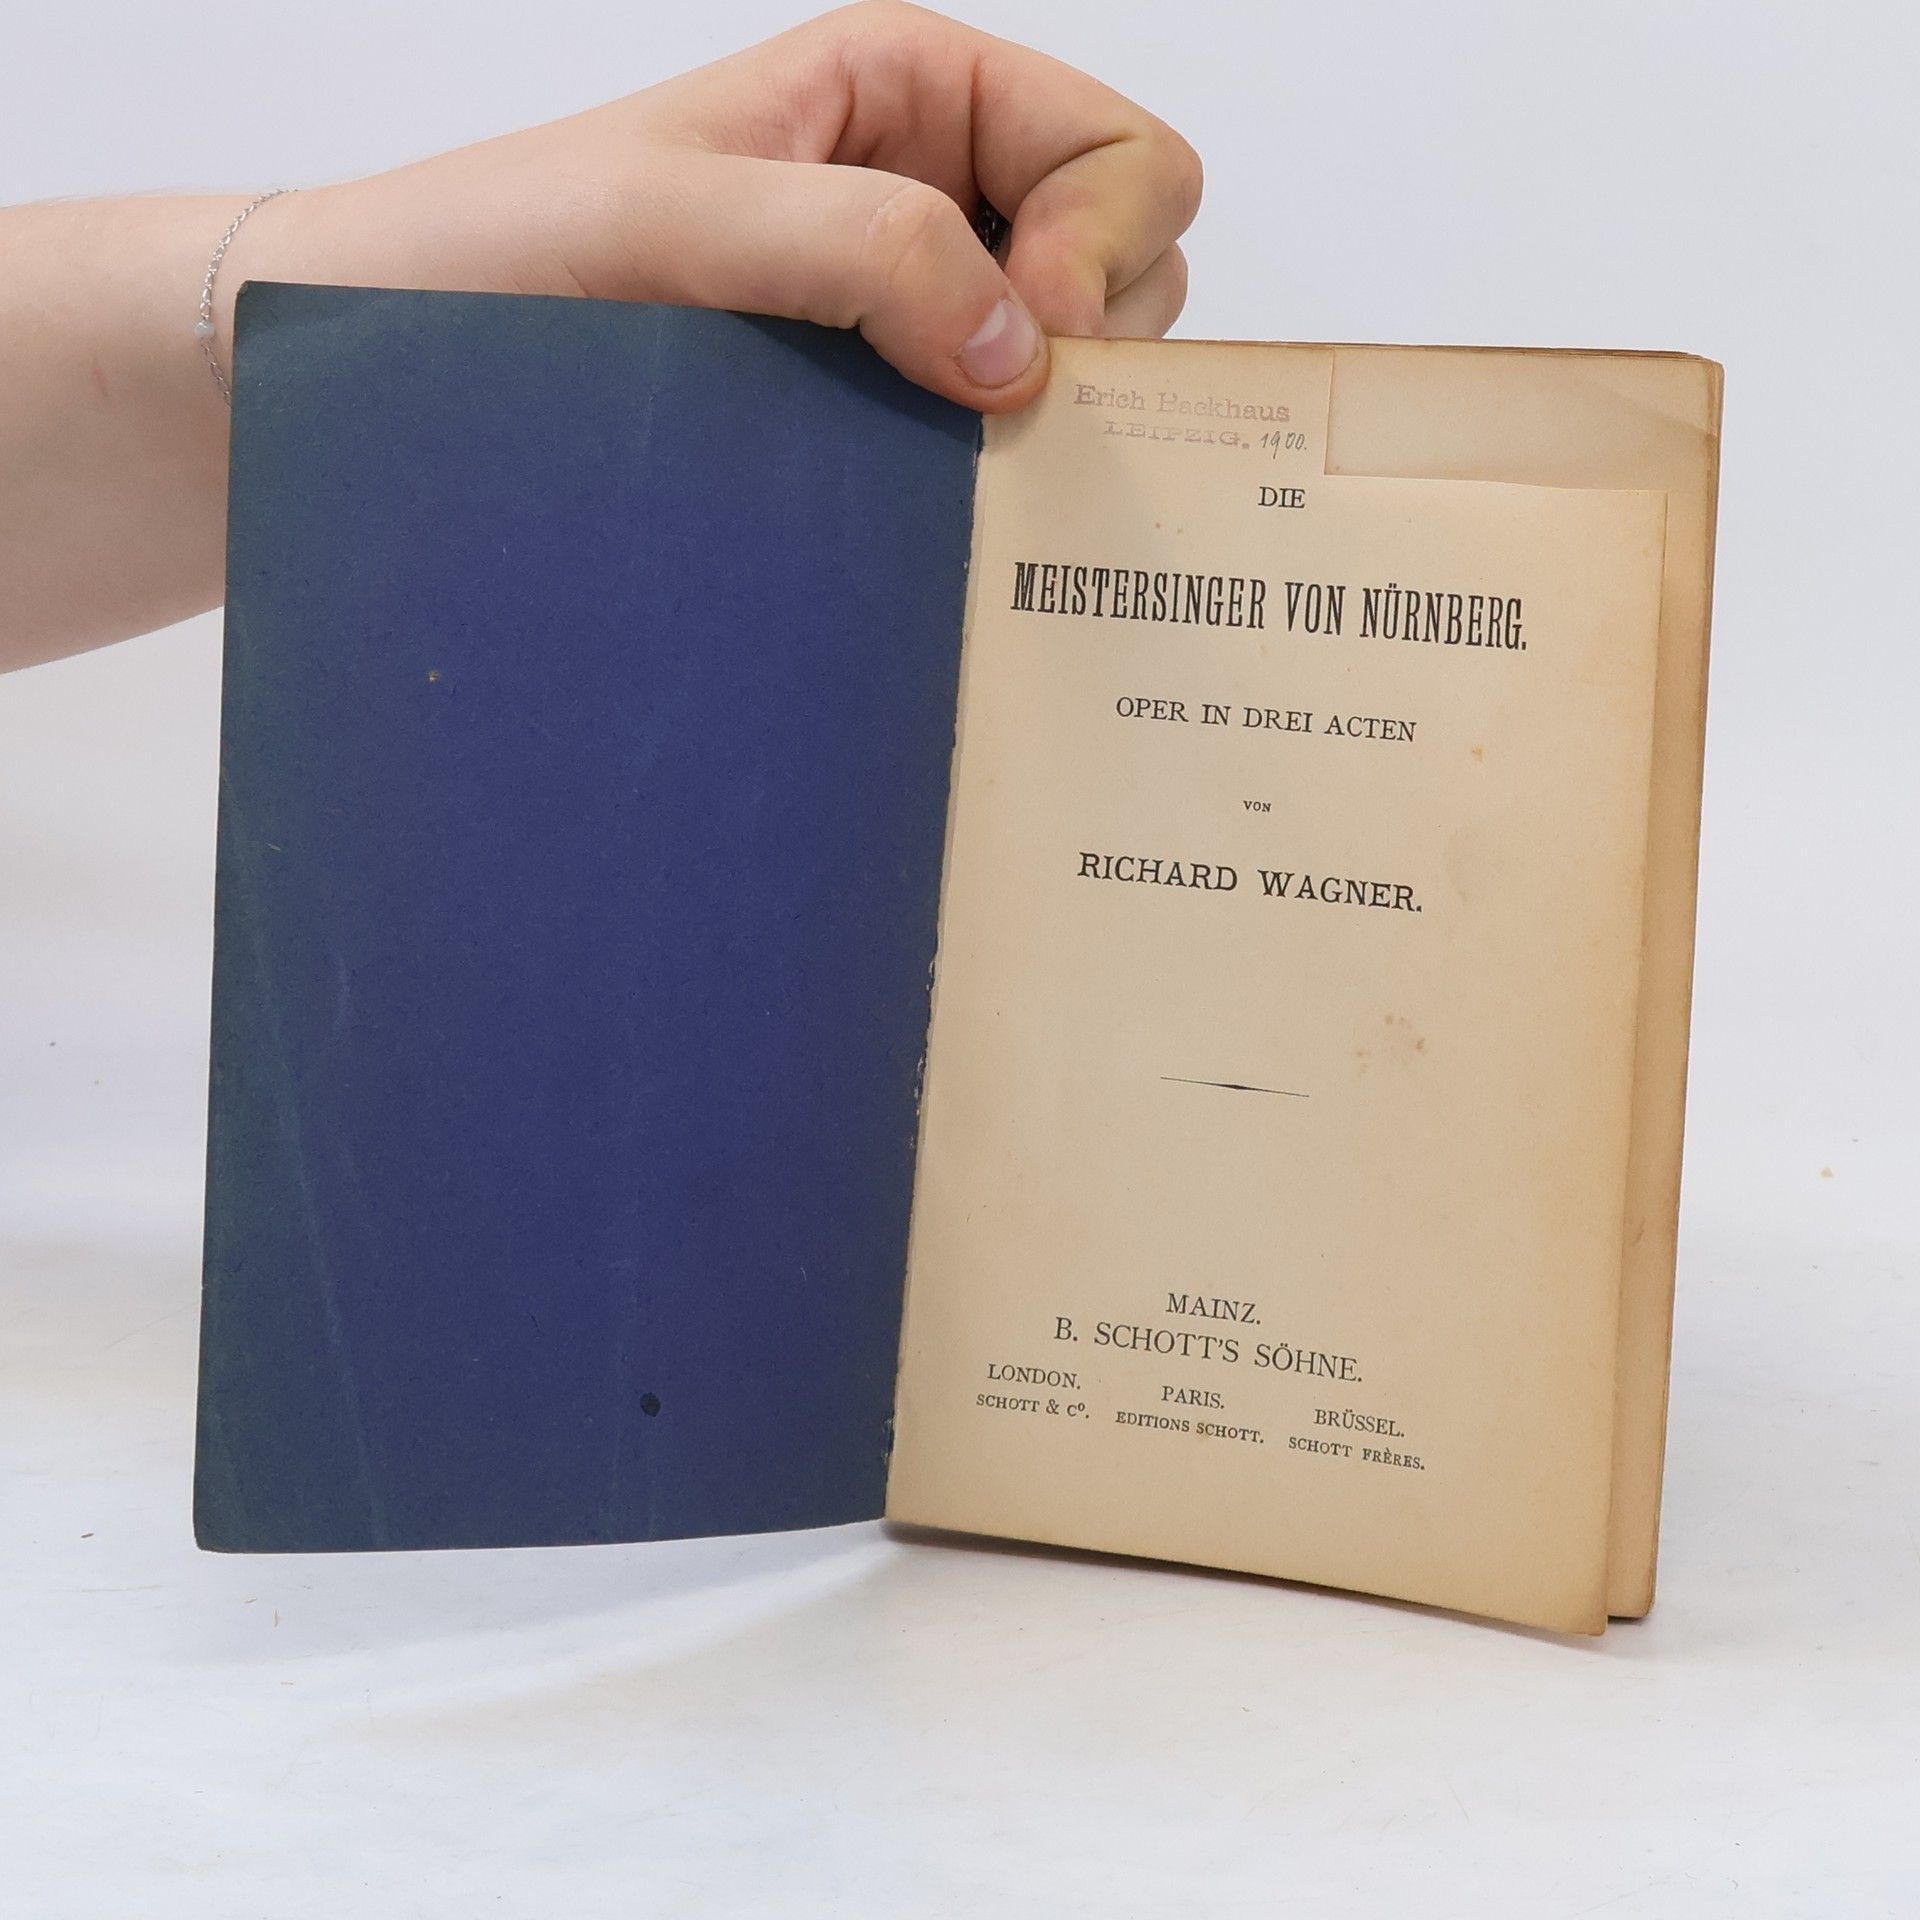 Erich Backhaus
LEIPZIG. 1900.
DIE
MEISTERSINGER VON NÜRNBERG.
OPER IN DREI ACTEN
VON
RICHARD WAGNER.
MAINZ.
B. SCHOTT'S SÖHNE.
LONDON. PARIS. BRÜSSEL.
SCHOTT & Cº. EDITIONS SCHOTT. SCHOTT FRÈRES.